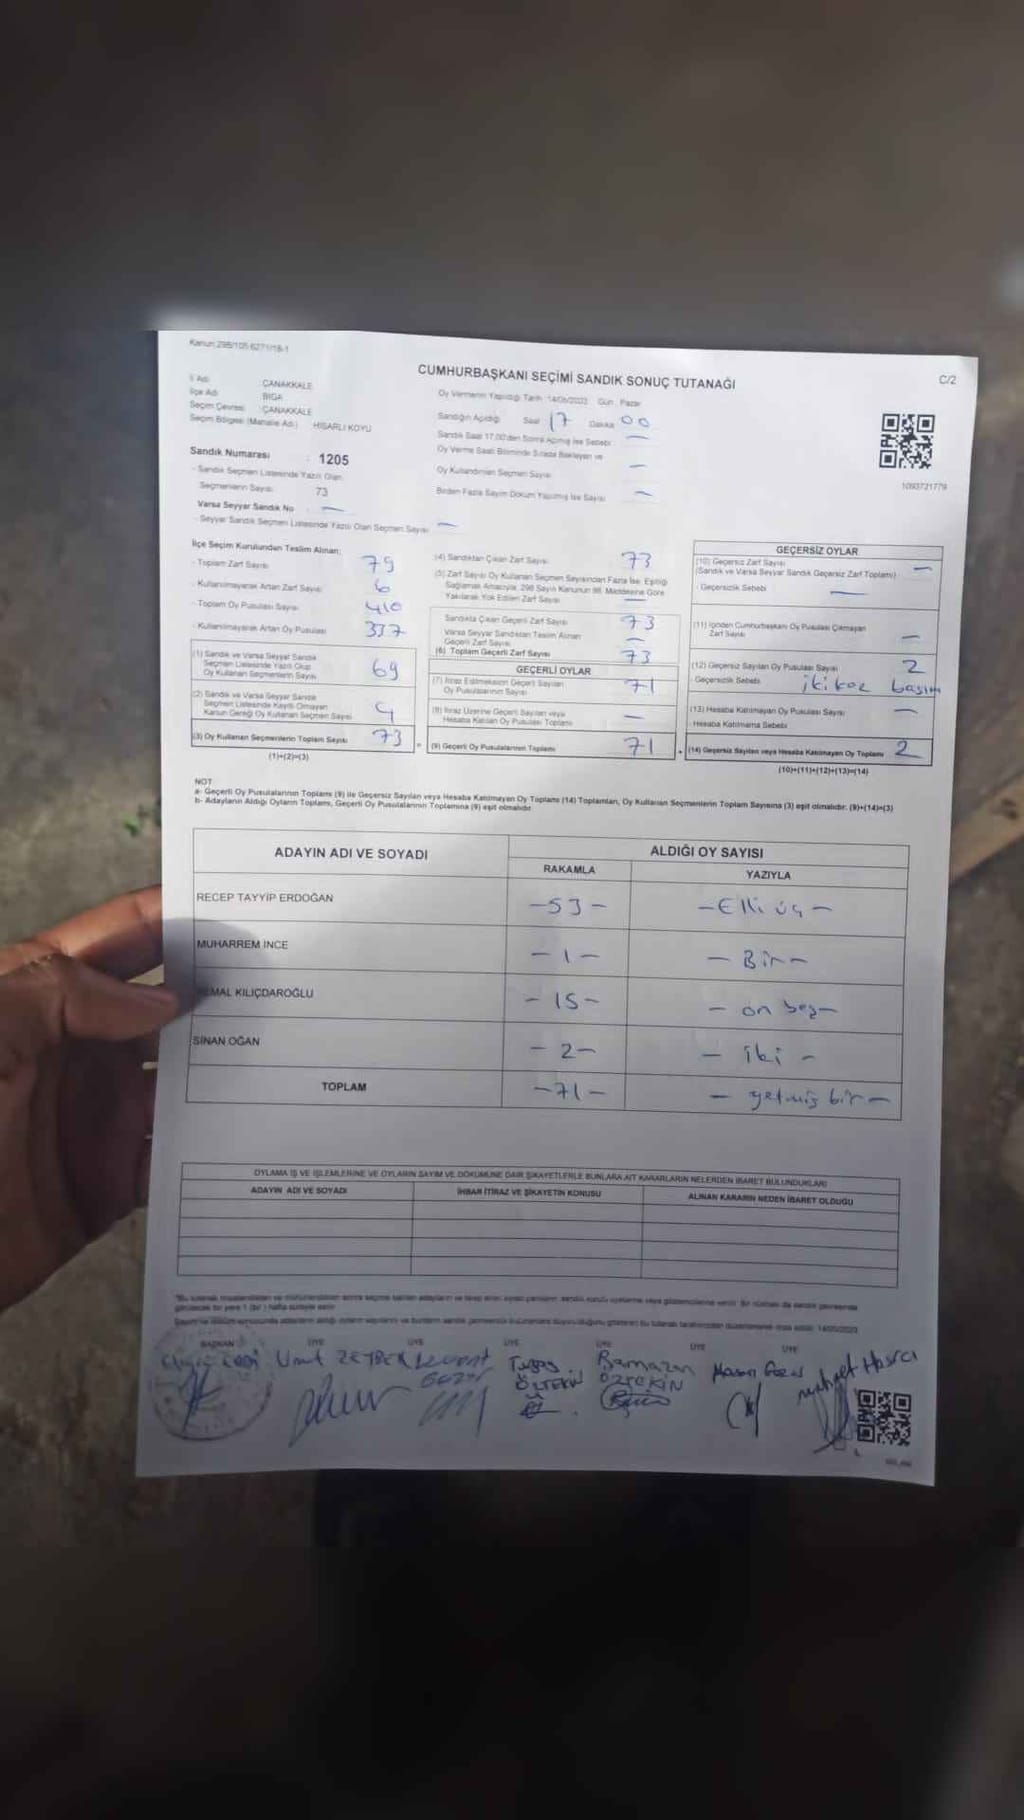 Kanun:298/105 6271/18-1
CUMHURBAŞKANI SEÇİMİ SANDIK SONUÇ TUTANAĞI
C/2
İl Adı : ÇANAKKALE
İlçe Adı : BİGA
Seçim Çevresi : ÇANAKKALE
Seçim Bölgesi (Mahalle Adı) : HİSARLI KOYU
Sandık Numarası : 1205
- Sandık Seçmen Listesinde Yazılı Olan
Seçmenlerin Sayısı : 73
Varsa Seyyar Sandık No —
- Seyyar Sandık Seçmen Listesinde Yazılı Olan Seçmen Sayısı —
Oy Vermenin Yapıldığı Tarih :14/05/2023 Gün : Pazar
Sandığın Açıldığı Saat 17 Dakika 00
Sandık Saat 17.00'den Sonra Açılmış İse Sebebi —
Oy Verme Saati Bitiminde Sırada Bekleyen ve
Oy Kullandırılan Seçmen Sayısı —
Birden Fazla Sayım Döküm Yapılmış İse Sayısı —
1093721779
İlçe Seçim Kurulundan Teslim Alınan;
- Toplam Zarf Sayısı 79
- Kullanılmayarak Artan Zarf Sayısı 6
- Toplam Oy Pusulası Sayısı 410
- Kullanılmayarak Artan Oy Pusulası 337
(1) Sandık ve Varsa Seyyar Sandık
Seçmen Listesinde Yazılı Olup
Oy Kullanan Seçmenlerin Sayısı 69
(2) Sandık ve Varsa Seyyar Sandık
Seçmen Listesinde Kayıtlı Olmayan
Kanun Gereği Oy Kullanan Seçmen Sayısı 4
(3) Oy Kullanan Seçmenlerin Toplam Sayısı 73
(1)+(2)=(3)
(4) Sandıktan Çıkan Zarf Sayısı 73
(5) Zarf Sayısı Oy Kullanan Seçmen Sayısından Fazla İse, Eşitliği
Sağlamak Amacıyla, 298 Sayılı Kanunun 98. Maddesine Göre
Yakılarak Yok Edilen Zarf Sayısı —
Sandıkta Çıkan Geçerli Zarf Sayısı 73
Varsa Seyyar Sandıktan Teslim Alınan
Geçerli Zarf Sayısı —
(6) Toplam Geçerli Zarf Sayısı 73
GEÇERLİ OYLAR
(7) İtiraz Edilmeksizin Geçerli Sayılan
Oy Pusulalarının Sayısı 71
(8) İtiraz Üzerine Geçerli Sayılan veya
Hesaba Katılan Oy Pusulası Toplamı —
(9) Geçerli Oy Pusulalarının Toplamı 71
GEÇERSİZ OYLAR
(10) Geçersiz Zarf Sayısı —
(Sandık ve Varsa Seyyar Sandık Geçersiz Zarf Toplamı)
- Geçersizlik Sebebi —
(11) İçinden Cumhurbaşkanı Oy Pusulası Çıkmayan
Zarf Sayısı —
(12) Geçersiz Sayılan Oy Pusulası Sayısı 2
- Geçersizlik Sebebi
(13) Hesaba Katılmayan Oy Pusulası Sayısı —
Hesaba Katılmama Sebebi
(14) Geçersiz Sayılan veya Hesaba Katılmayan Oy Toplamı 2
(10)+(11)+(12)+(13)=(14)
NOT
a- Geçerli Oy Pusulalarının Toplamı (9) ile Geçersiz Sayılan veya Hesaba Katılmayan Oy Toplamı (14) Toplamları, Oy Kullanan Seçmenlerin Toplam Sayısına (3) eşit olmalıdır. (9)+(14)=(3)
b- Adayların Aldığı Oyların Toplamı, Geçerli Oy Pusulalarının Toplamına (9) eşit olmalıdır.
ADAYIN ADI VE SOYADI ALDIĞI OY SAYISI
RAKAMLA YAZIYLA
RECEP TAYYİP ERDOĞAN -53- -Elli üç-
MUHARREM İNCE -1- -Bir-
KEMAL KILIÇDAROĞLU -15- -on beş-
SİNAN OĞAN -2- -iki-
TOPLAM -71- -yetmiş bir-
OYLAMA İŞ VE İŞLEMLERİNE VE OYLARIN SAYIM VE DÖKÜMÜNE DAİR ŞİKAYETLERLE BUNLARA AİT KARARLARIN NELERDEN İBARET BULUNDUKLARI
ADAYIN ADI VE SOYADI İHBAR İTİRAZ VE ŞİKAYETİN KONUSU ALINAN KARARIN NEDEN İBARET OLDUĞU
BAŞKAN ÜYE ÜYE ÜYE ÜYE ÜYE ÜYE
Umut ZEYBEK Levent Tugay Ramazan Hasan
ÖZTEKİN ÖZTEKİN